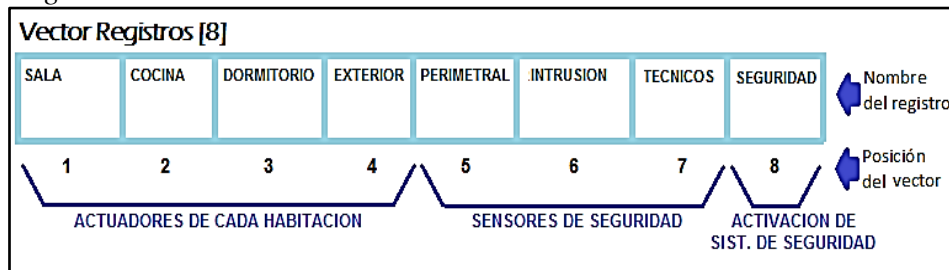 Vector Registros [8]
SALA COCINA DORMITORIO EXTERIOR PERIMETRAL INTRUSION TECNICOS SEGURIDAD
Nombre
del registro
1 2 3 4 5 6 7 8
Posición
del vector
ACTUADORES DE CADA HABITACION SENSORES DE SEGURIDAD ACTIVACION DE
SIST. DE SEGURIDAD